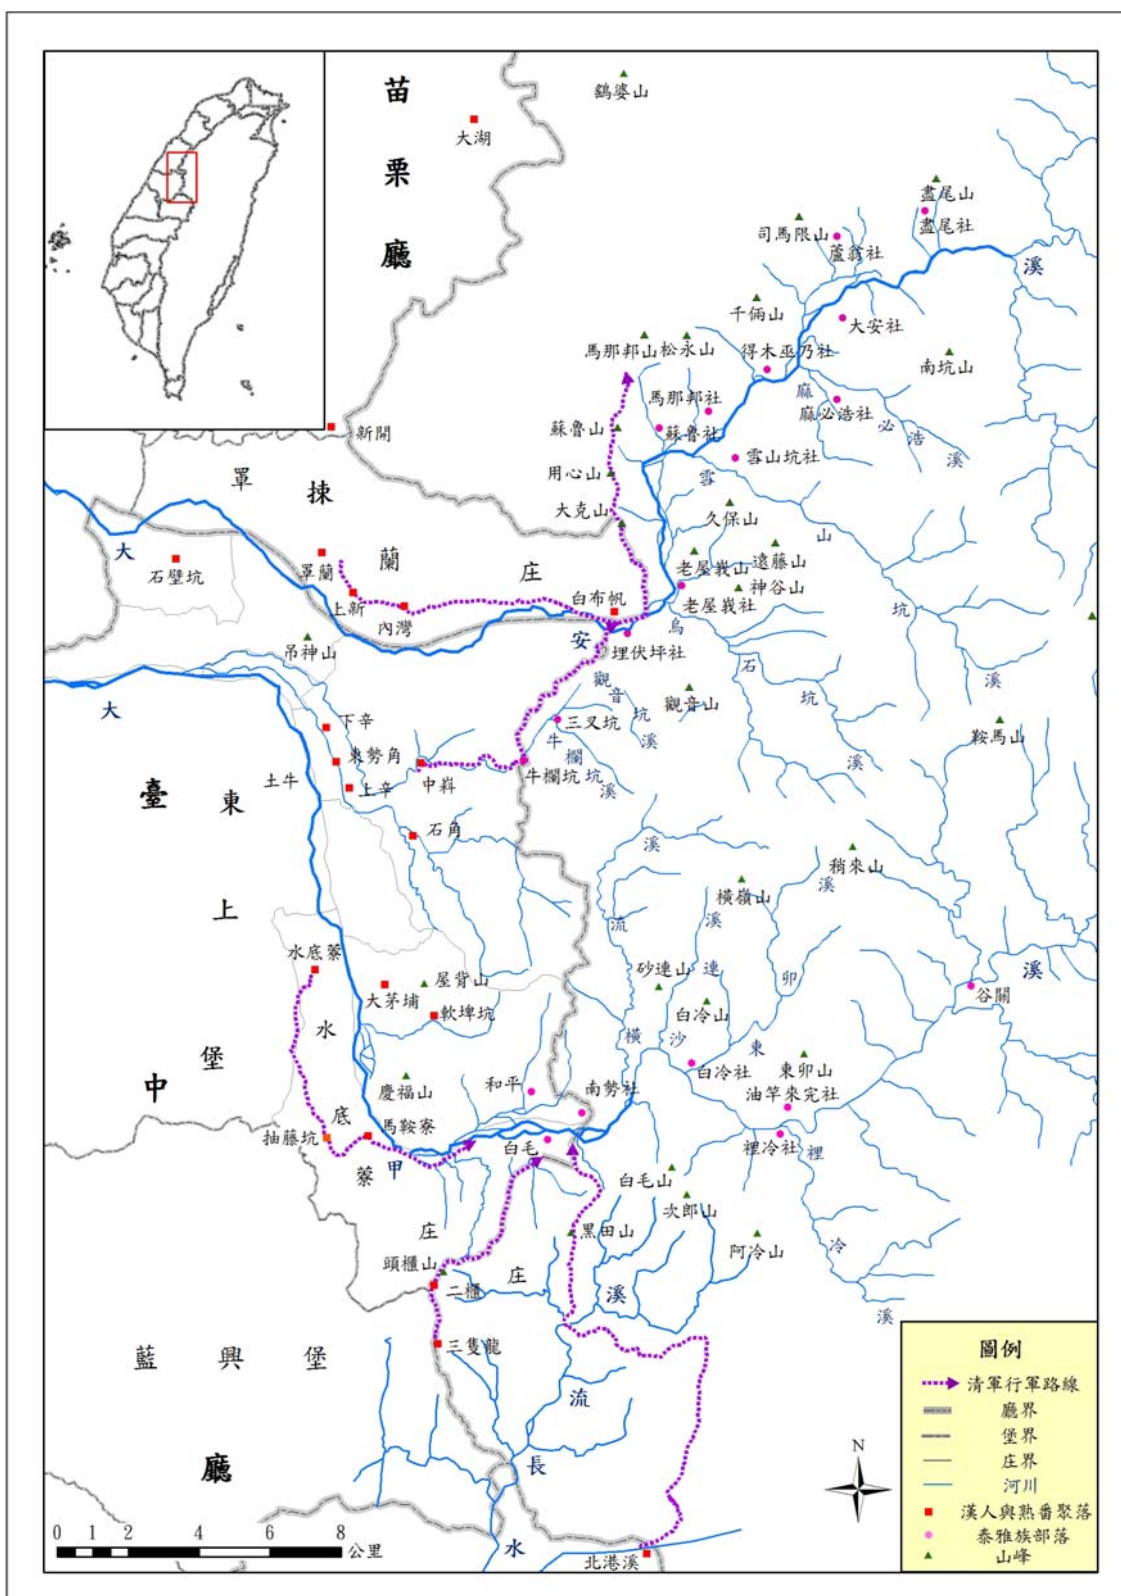 苗栗廳
鷂婆山
大湖
盡尾山
盡尾社
司馬限山
蘆翁社
溪
千倆山
大安社
馬那邦山
松永山
得木巫乃社
南坑山
馬那邦社
麻必浩溪
麻必浩社
蘇魯山
蘇魯社
新開
雪山坑社
雪山坑溪
用心山
罩蘭庄
揀東上堡
大克山
久保山
大安溪
石壁坑
罩蘭
老屋峩山
遠藤山
神谷山
上新
內灣
白布帆
老屋峩社
烏石坑溪
吊神山
埋伏坪社
觀音坑溪
觀音山
大甲溪
下辛
三叉坑
牛欄坑溪
鞍馬山
東勢角
土牛
上辛
中嵙
牛欄坑
臺中廳
石角
橫流溪
稍來山
橫嶺山
沙連溪
東卯溪
水底藔
屋背山
大茅埔
軟埤坑
砂連山
白冷山
谷關
水底藔庄
白冷社
東卯山
慶福山
和平
南勢社
油竿來完社
抽藤坑
馬鞍寮
白毛
裡冷社
裡冷溪
白毛山
次郎山
庄
黑田山
阿冷山
頭櫃山
二櫃
三隻龍
藍興堡
水長流溪
北港溪
N
0 1 2 4 6 8
公里
圖例
清軍行軍路線
廳界
堡界
庄界
河川
漢人與熟番聚落
泰雅族部落
山峰